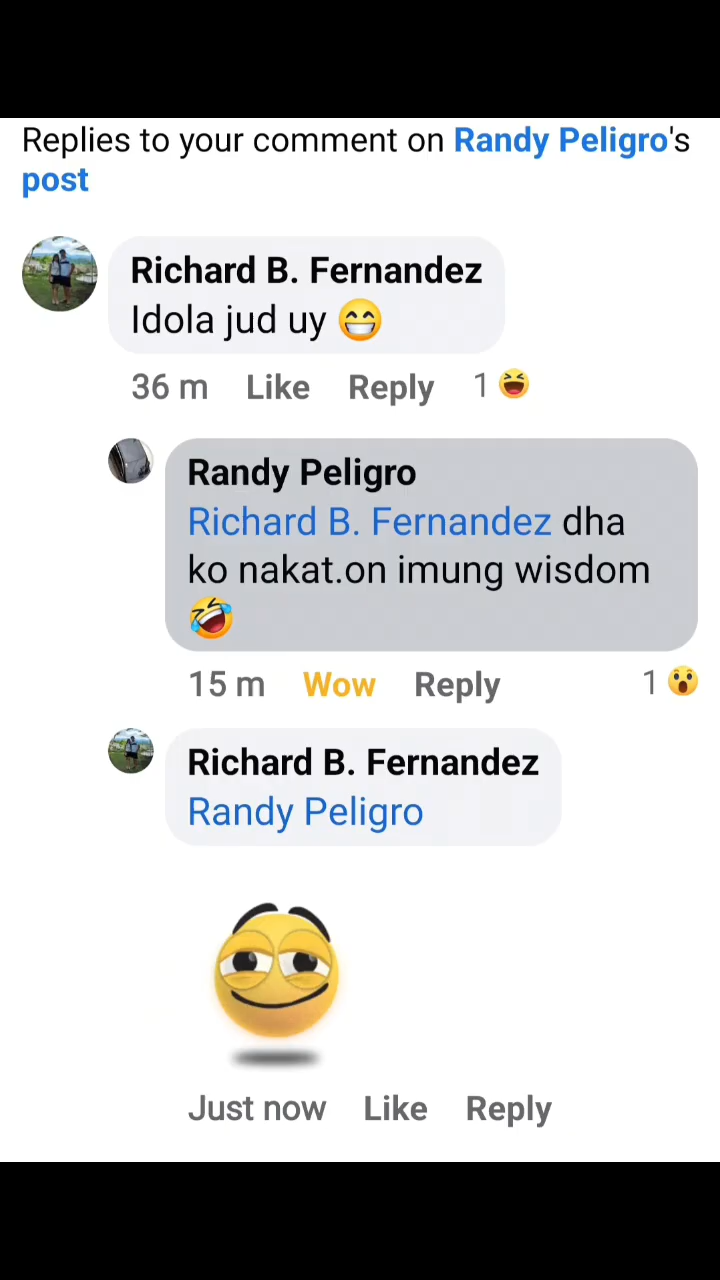 Replies to your comment on Randy Peligro's
post
Richard B. Fernandez
Idola jud uy 😁
36 m Like Reply 1 😆
Randy Peligro
Richard B. Fernandez dha
ko nakat.on imung wisdom
🤣
15 m Wow Reply 1 😮
Richard B. Fernandez
Randy Peligro
Just now Like Reply